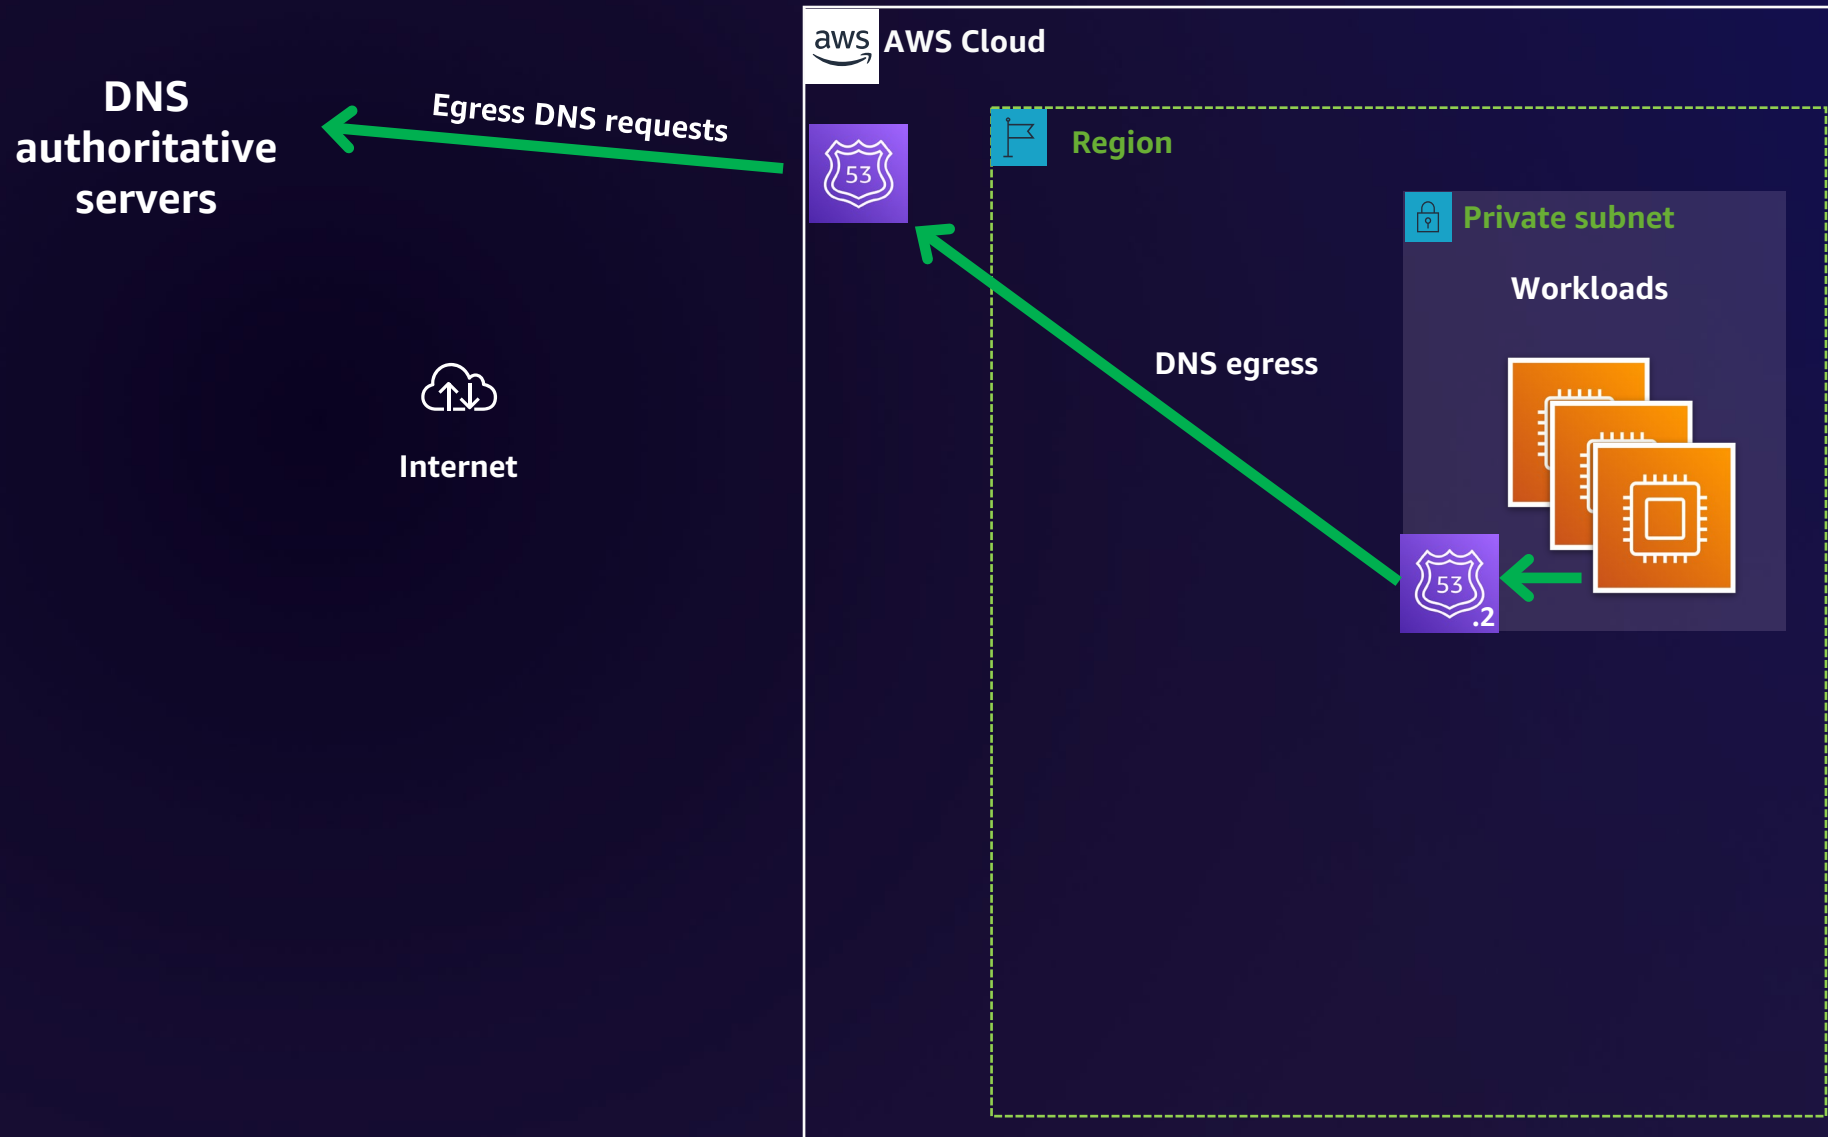 aws
AWS Cloud
DNS
authoritative
servers
Egress DNS requests
53
Region
Private subnet
Workloads
DNS egress
Internet
53
.2